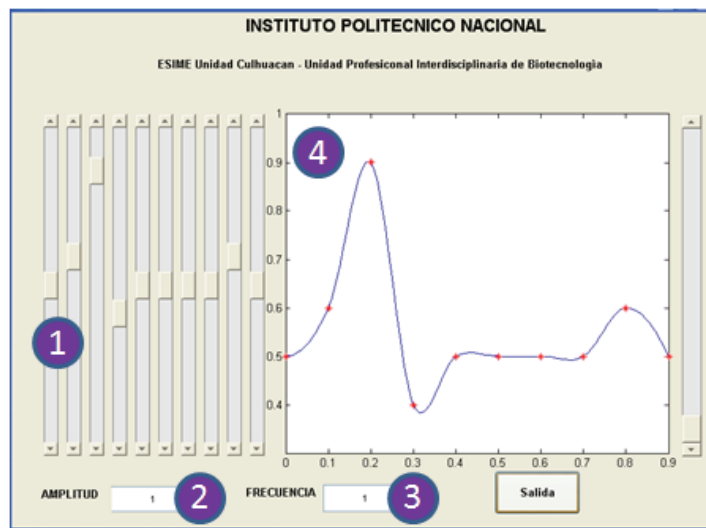 INSTITUTO POLITECNICO NACIONAL
ESIME Unidad Culhuacan - Unidad Profesiconal Interdisciplinaria de Biotecnologìa
1
0.9
0.8
0.7
0.6
0.5
0.4
0 0.1 0.2 0.3 0.4 0.5 0.6 0.7 0.8 0.9
4
1
AMPLITUD 1 2 FRECUENCIA 1 3 Salida